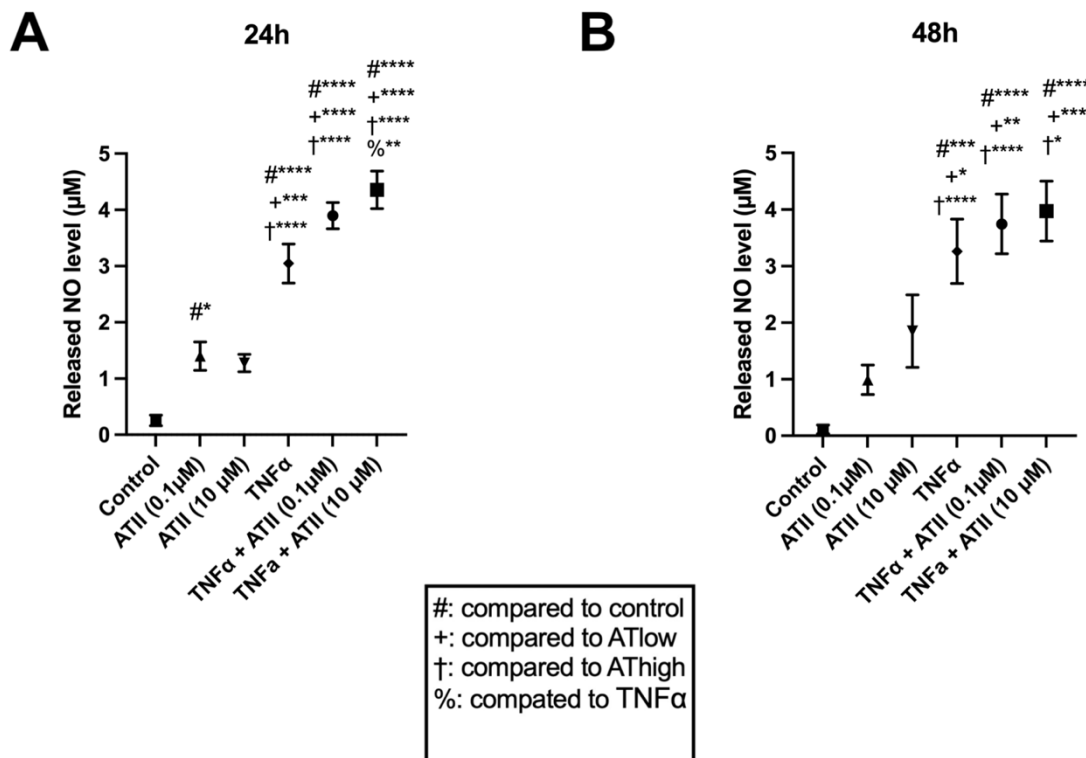 A
24h
#****
+****
†****
%**
#****
+****
†****
#****
+***
†****
#*
Released NO level (µM)
5
4
3
2
1
0
Control
ATII (0.1µM)
ATII (10 µM)
TNFα
TNFα + ATII (0.1µM)
TNFa + ATII (10 µM)
B
48h
#****
+***
†*
#****
+**
†****
#***
+*
†****
Released NO level (µM)
5
4
3
2
1
0
Control
ATII (0.1µM)
ATII (10 µM)
TNFα
TNFα + ATII (0.1µM)
TNFa + ATII (10 µM)
#: compared to control
+: compared to ATlow
†: compared to AThigh
%: compated to TNFα